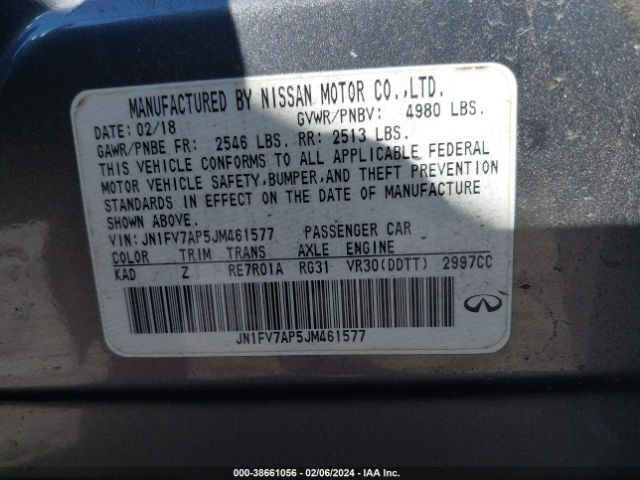 MANUFACTURED BY NISSAN MOTOR CO.,LTD.
DATE: 02/18 GVWR/PNBV: 4980 LBS.
GAWR/PNBE FR: 2546 LBS. RR: 2513 LBS.
THIS VEHICLE CONFORMS TO ALL APPLICABLE FEDERAL
MOTOR VEHICLE SAFETY,BUMPER,AND THEFT PREVENTION
STANDARDS IN EFFECT ON THE DATE OF MANUFACTURE
SHOWN ABOVE.
VIN: JN1FV7AP5JM461577 PASSENGER CAR
COLOR TRIM TRANS AXLE ENGINE
KAD Z RE7R01A RG31 VR30(DDTT) 2997CC
JN1FV7AP5JM461577
000-38661056 - 02/06/2024 - IAA Inc.